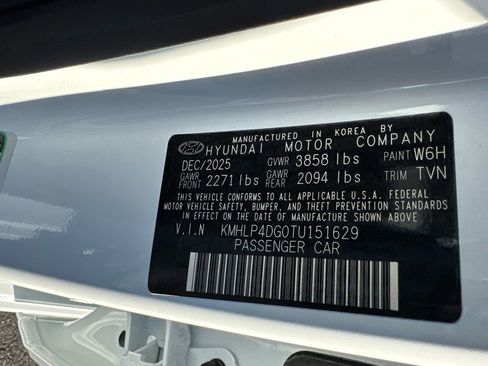 MANUFACTURED IN KOREA BY
HYUNDAI MOTOR COMPANY
DEC/2025 GVWR 3858 lbs PAINT W6H
GAWR FRONT 2271 lbs GAWR REAR 2094 lbs TRIM TVN
THIS VEHICLE CONFORMS TO ALL APPLICABLE U.S.A. FEDERAL
MOTOR VEHICLE SAFETY, BUMPER, AND THEFT PREVENTION STANDARDS
IN EFFECT ON THE DATE OF MANUFACTURE SHOWN ABOVE.
V.I.N KMHLP4DG0TU151629
PASSENGER CAR